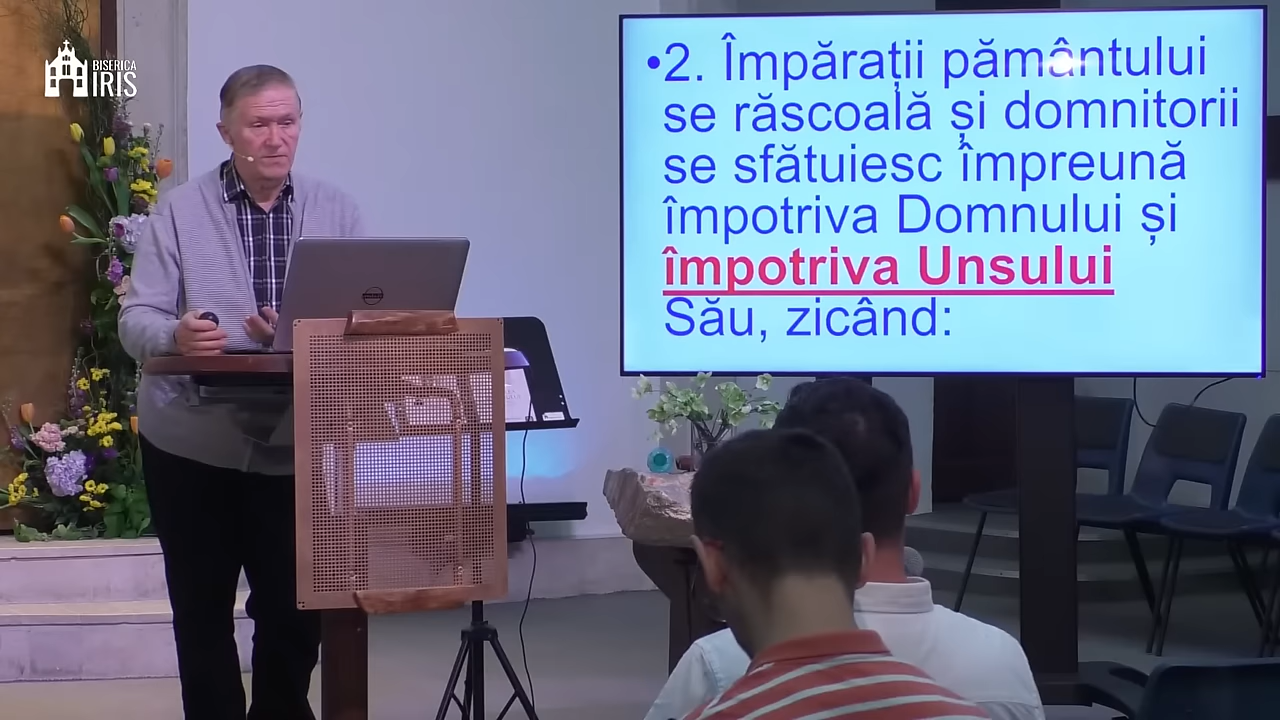 BISERICA
IRIS
•2. Împărații pământului
se răscoală și domnitorii
se sfătuiesc împreună
împotriva Domnului și
împotriva Unsului
Său, zicând: